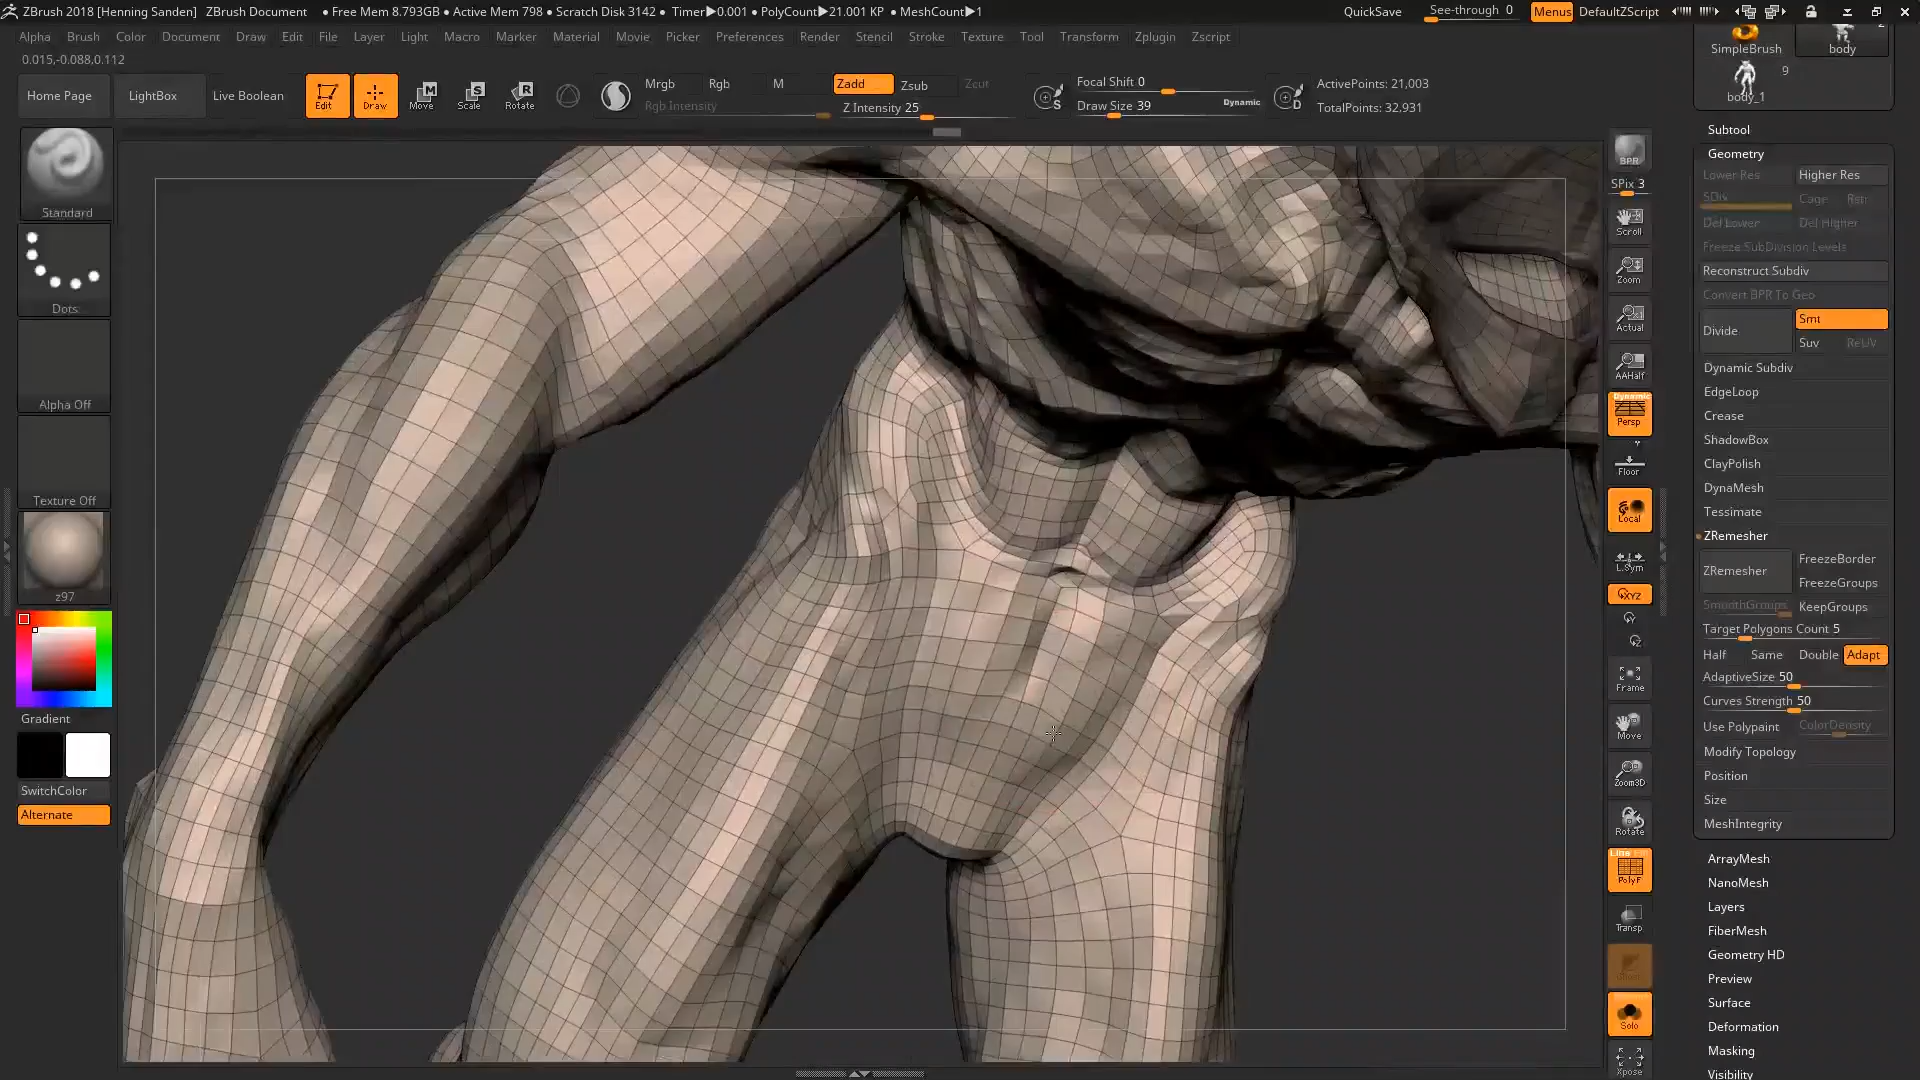 ZBrush 2018 [Henning Sanden] ZBrush Document ● Free Mem 8.793GB ● Active Mem 798 ● Scratch Disk 3142 ● Timer▶0.001 ● PolyCount▶21.001 KP ● MeshCount▶1 QuickSave See-through 0 Menus DefaultZScript
Alpha Brush Color Document Draw Edit File Layer Light Macro Marker Material Movie Picker Preferences Render Stencil Stroke Texture Tool Transform Zplugin Zscript
0.015,-0.088,0.112
Home Page LightBox Live Boolean Edit Draw Move Scale Rotate
Mrgb Rgb M Zadd Zsub Zcut
Rgb Intensity Z Intensity 25
Focal Shift 0
Draw Size 39 Dynamic
ActivePoints: 21,003
TotalPoints: 32,931
Standard
Dots
Alpha Off
Texture Off
z97
Gradient
SwitchColor
Alternate
BPR
SPix 3
Scroll
Zoom
Actual
AAHalf
Dynamic
Persp
Floor
Local
L.Sym
XYZ
Frame
Move
Zoom3D
Rotate
Line Fill
PolyF
Transp
Solo
Xpose
SimpleBrush body
9
body_1
Subtool
Geometry
Lower Res Higher Res
SDiv Cage Rstr
Del Lower Del Higher
Freeze SubDivision Levels
Reconstruct Subdiv
Convert BPR To Geo
Divide Smt
Suv ReUV
Dynamic Subdiv
EdgeLoop
Crease
ShadowBox
ClayPolish
DynaMesh
Tessimate
ZRemesher
ZRemesher FreezeBorder
FreezeGroups
SmoothGroups KeepGroups
Target Polygons Count 5
Half Same Double Adapt
AdaptiveSize 50
Curves Strength 50
Use Polypaint ColorDensity
Modify Topology
Position
Size
MeshIntegrity
ArrayMesh
NanoMesh
Layers
FiberMesh
Geometry HD
Preview
Surface
Deformation
Masking
Visibility